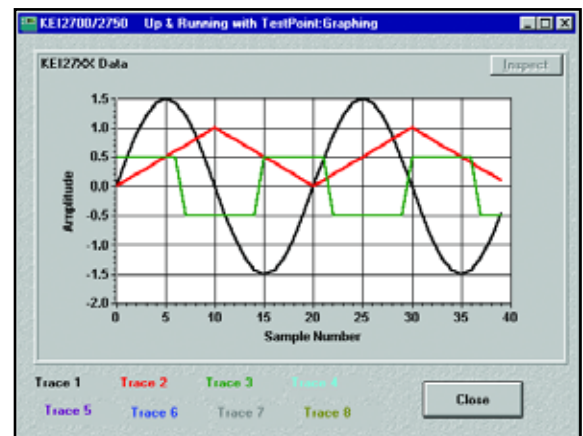 KEI2700/2750 Up & Running with TestPoint:Graphing
KEI27XX Data
Inspect
1.5
1.0
0.5
0.0
-0.5
-1.0
-1.5
-2.0
Amplitude
0 5 10 15 20 25 30 35 40
Sample Number
Trace 1 Trace 2 Trace 3 Trace 4
Trace 5 Trace 6 Trace 7 Trace 8
Close